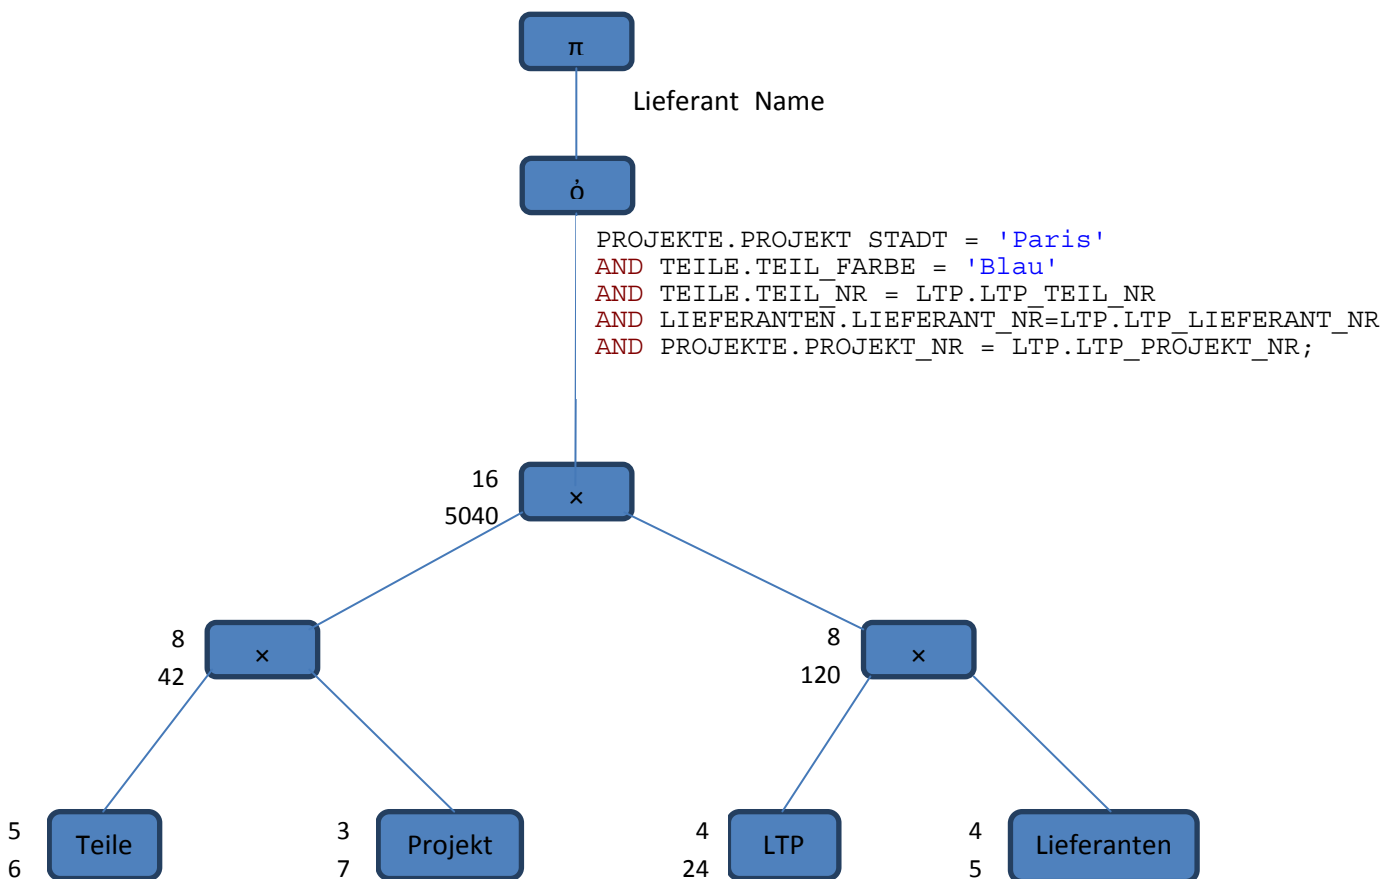 π
Lieferant Name
ὀ
PROJEKTE.PROJEKT STADT = 'Paris'
AND TEILE.TEIL_FARBE = 'Blau'
AND TEILE.TEIL_NR = LTP.LTP_TEIL_NR
AND LIEFERANTEN.LIEFERANT_NR=LTP.LTP_LIEFERANT_NR
AND PROJEKTE.PROJEKT_NR = LTP.LTP_PROJEKT_NR;
16
×
5040
8
×
42
8
×
120
5
Teile
6
3
Projekt
7
4
LTP
24
4
Lieferanten
5